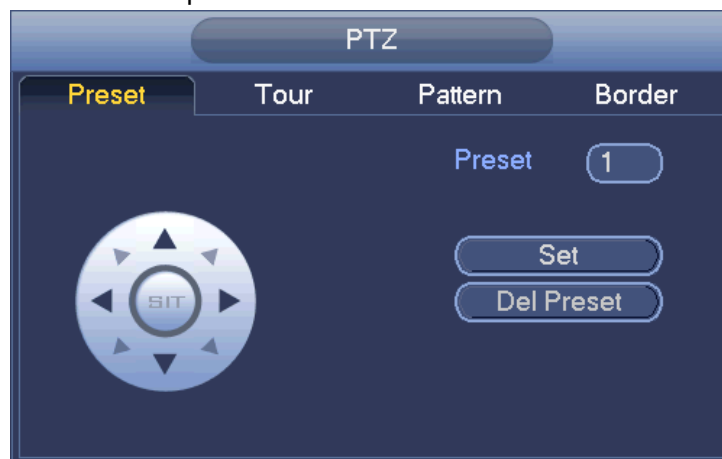 PTZ
Preset Tour Pattern Border
Preset 1
Set
SIT
Del Preset